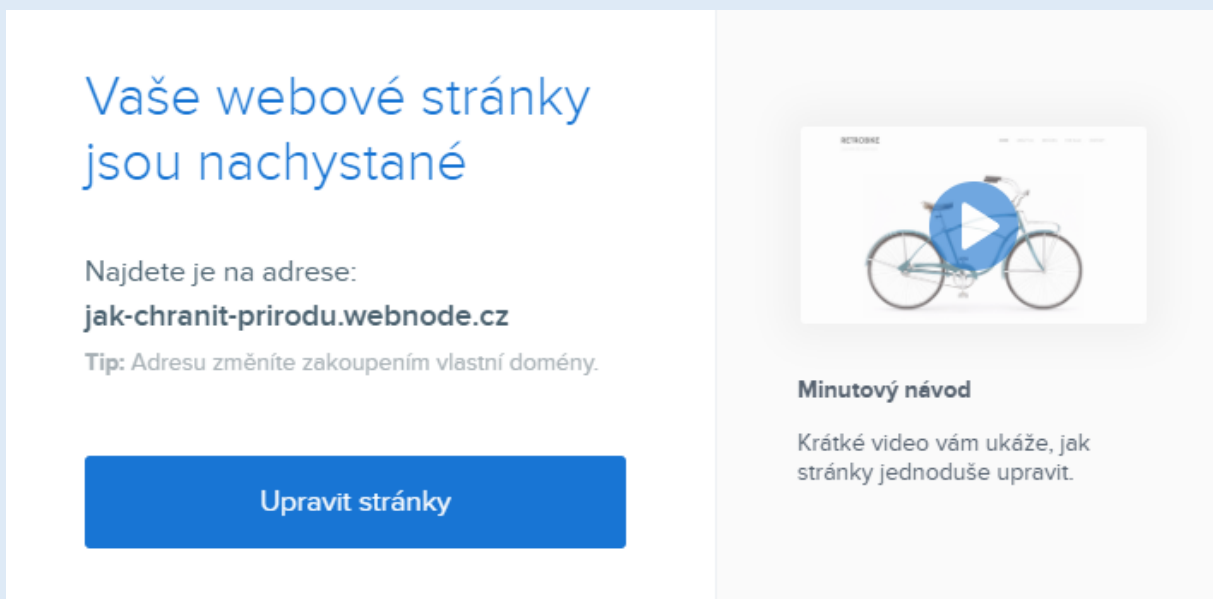 Vaše webové stránky
jsou nachystané
Najdete je na adrese:
jak-chranit-prirodu.webnode.cz
Tip: Adresu změníte zakoupením vlastní domény.
Upravit stránky
RETROBIKE
Minutový návod
Krátké video vám ukáže, jak
stránky jednoduše upravit.